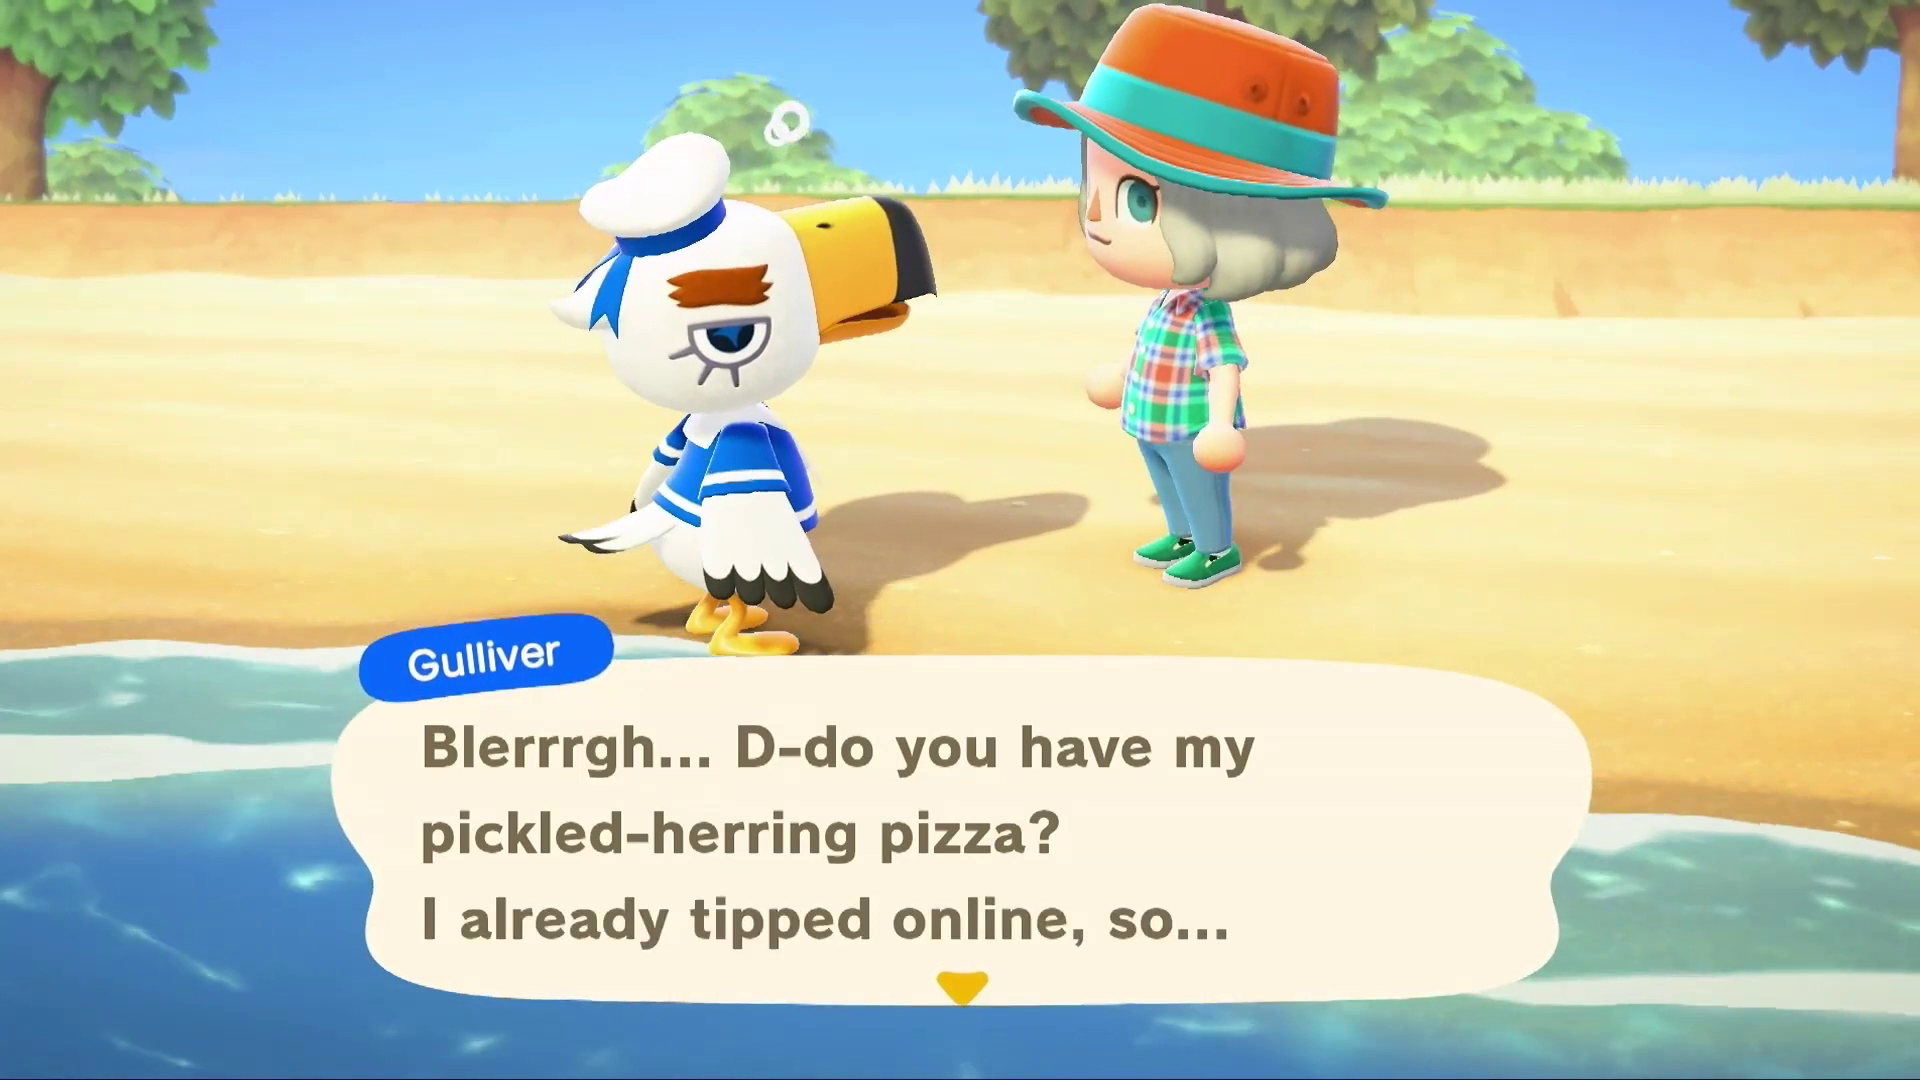 Gulliver
Blerrrgh... D-do you have my
pickled-herring pizza?
I already tipped online, so...